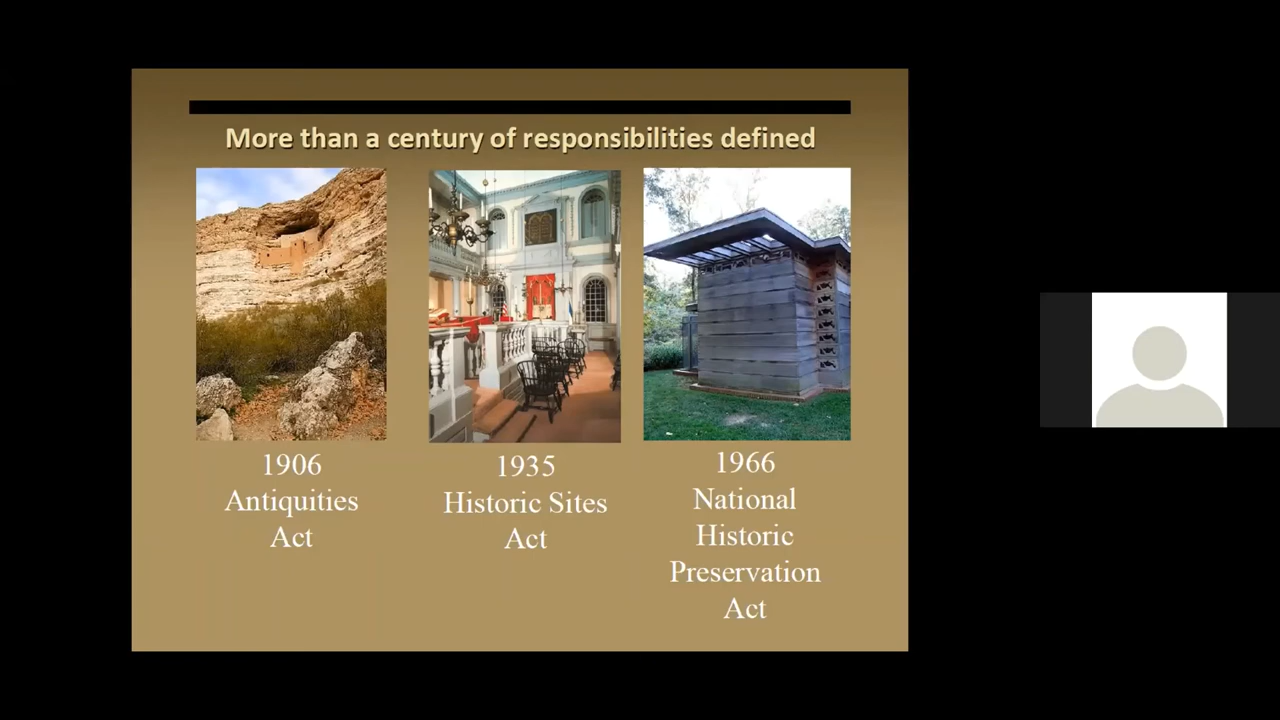 More than a century of responsibilities defined
1906
Antiquities
Act
1935
Historic Sites
Act
1966
National
Historic
Preservation
Act